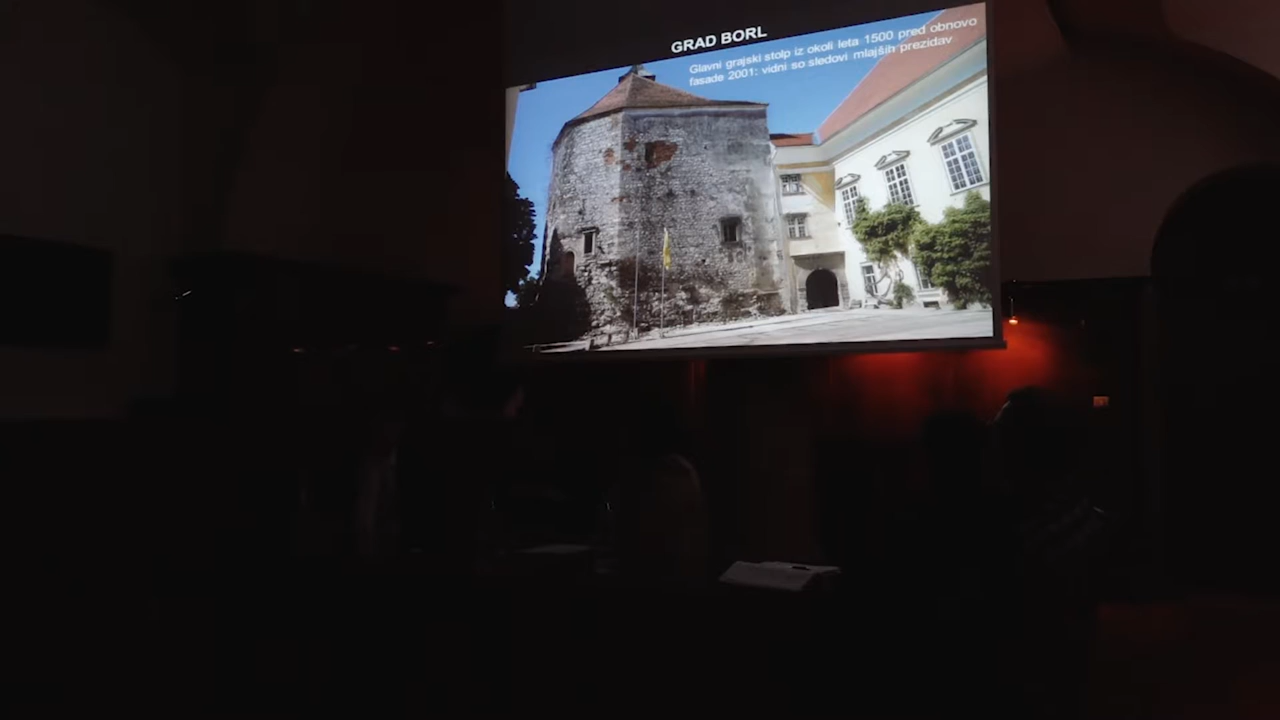 GRAD BORL
Glavni grajski stolp iz okoli leta 1500 pred obnovo
fasade 2001: vidni so sledovi mlajših prezidav